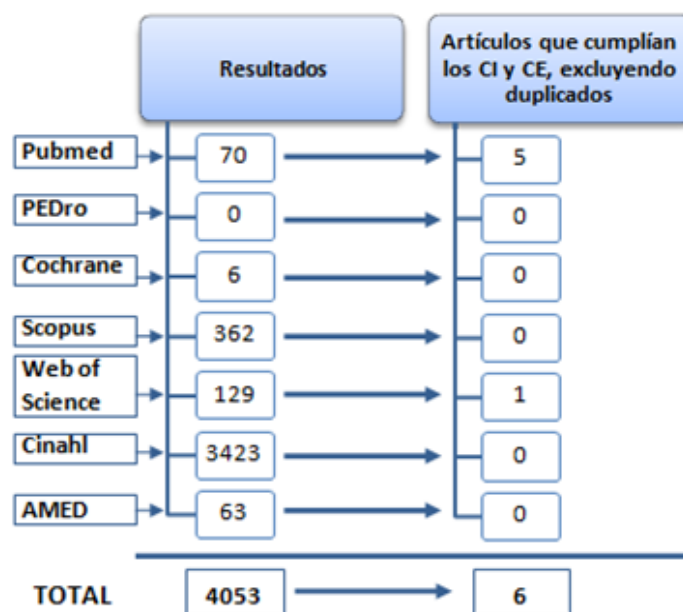 Resultados
Artículos que cumplían
los CI y CE, excluyendo
duplicados
Pubmed 70 5
PEDro 0 0
Cochrane 6 0
Scopus 362 0
Web of
Science 129 1
Cinahl 3423 0
AMED 63 0
TOTAL 4053 6